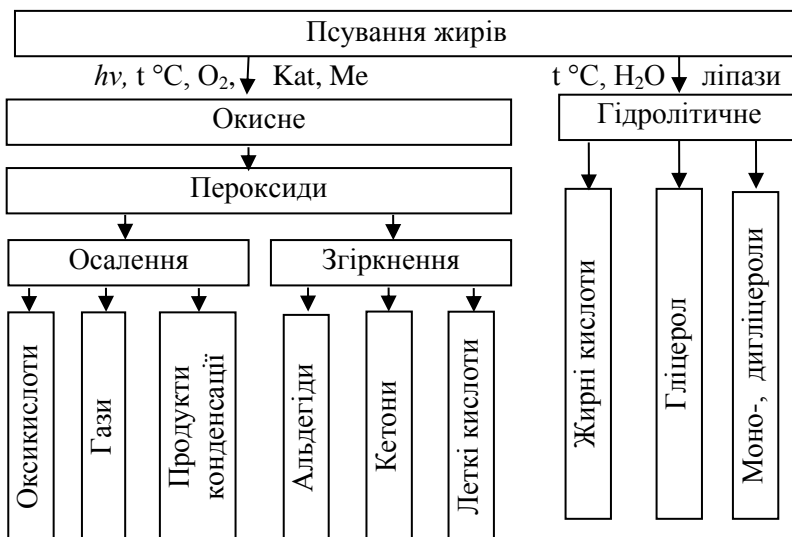 Псування жирів
hν, t °C, O₂, Kat, Me
t °C, H₂O ліпази
Окисне
Гідролітичне
Пероксиди
Осалення
Згіркнення
Оксикислоти
Гази
Продукти
конденсації
Альдегіди
Кетони
Леткі кислоти
Жирні кислоти
Гліцерол
Моно-, дигліцероли